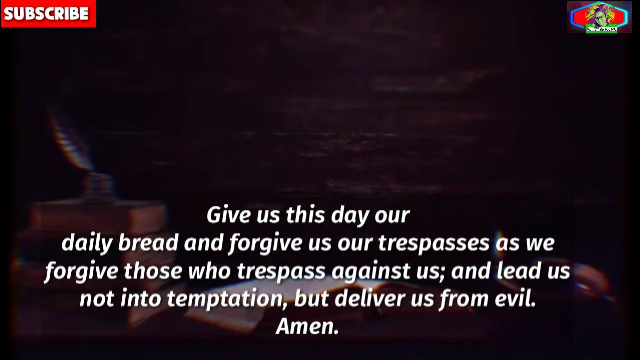 SUBSCRIBE
Give us this day our
daily bread and forgive us our trespasses as we
forgive those who trespass against us; and lead us
not into temptation, but deliver us from evil.
Amen.